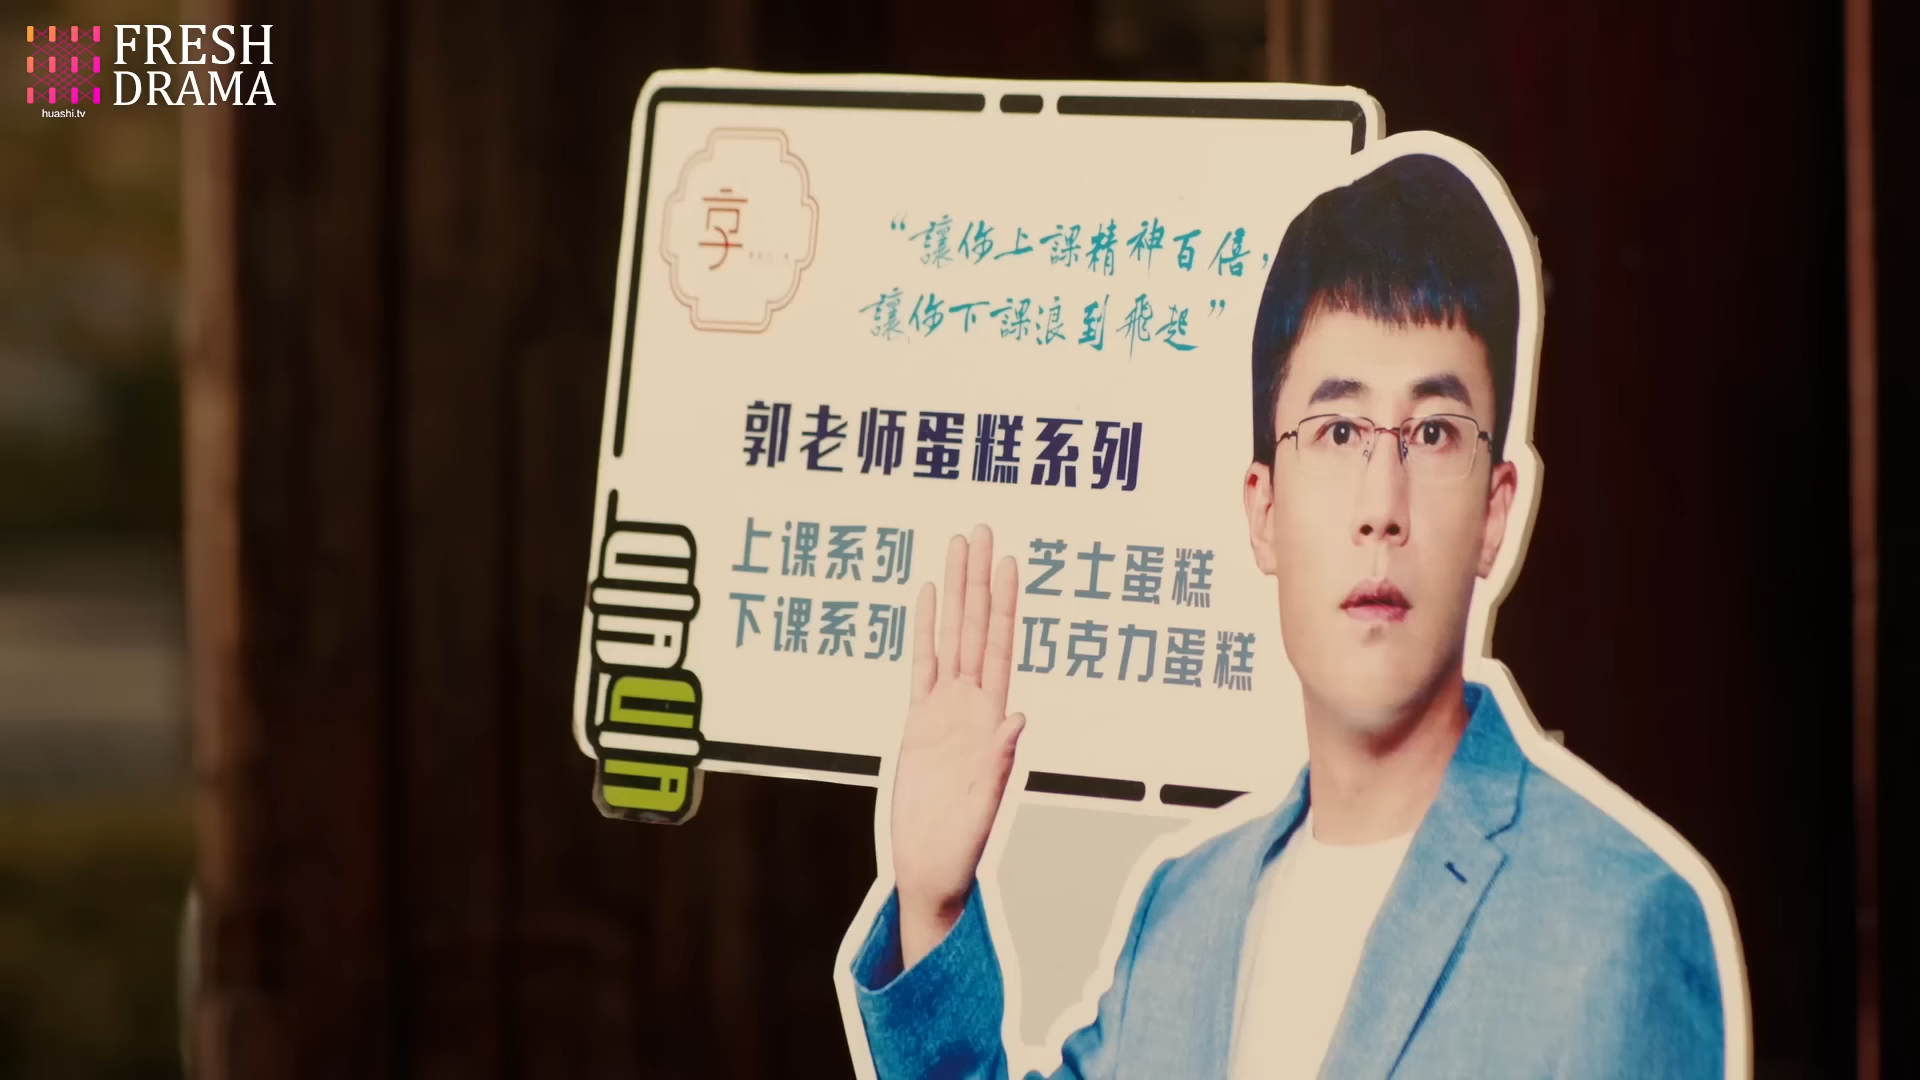 FRESH
DRAMA
huashi.tv
享
“讓你上課精神百倍，
讓你下課浪到飛起”
郭老师蛋糕系列
上课系列 芝士蛋糕
下课系列 巧克力蛋糕